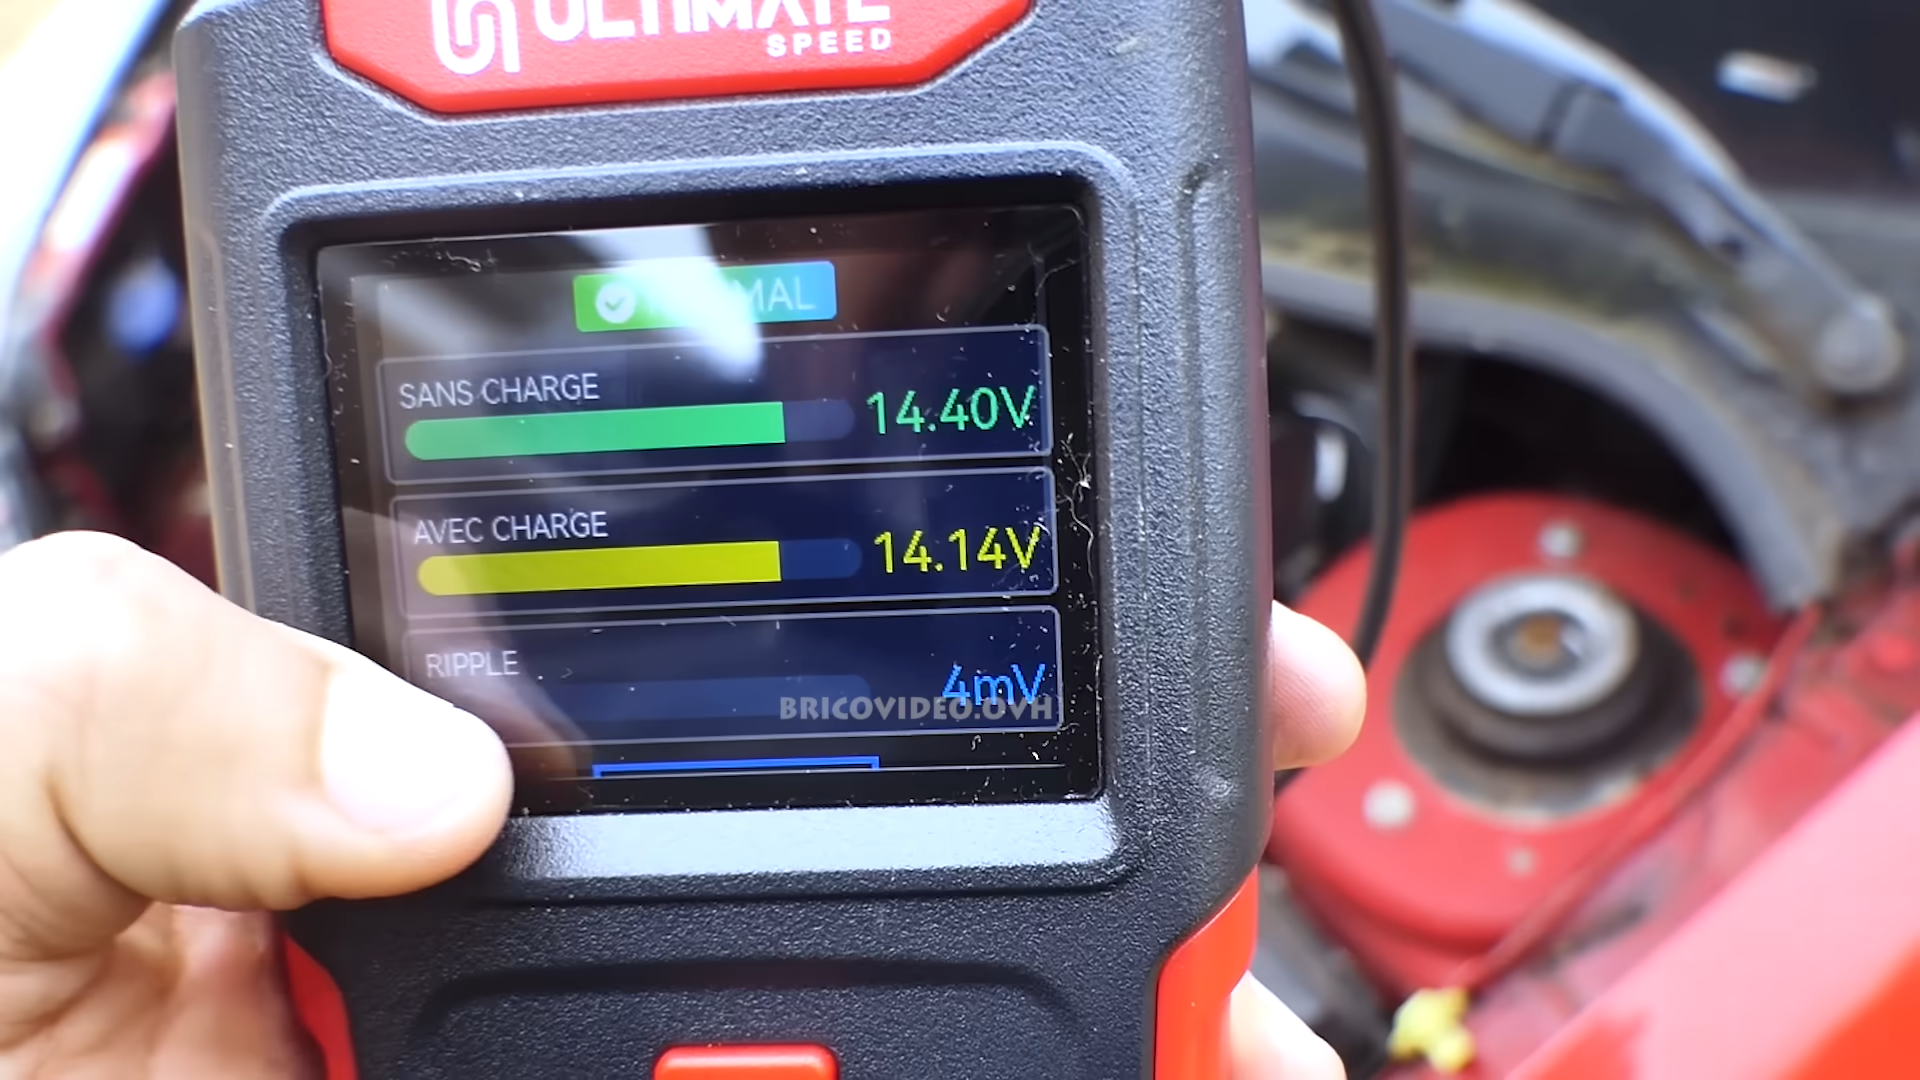 ULTIMATE
SPEED
NORMAL
SANS CHARGE
14.40V
AVEC CHARGE
14.14V
RIPPLE
4mV
BRICOVIDEO.OVH